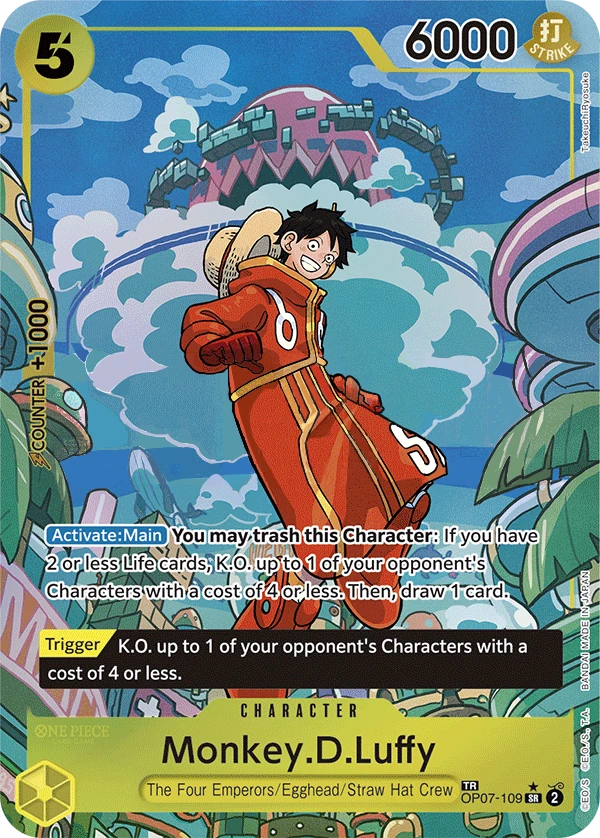 5
6000
打
STRIKE
TakeuchiRyosuke
COUNTER +1000
Activate:Main You may trash this Character: If you have
2 or less Life cards, K.O. up to 1 of your opponent's
Characters with a cost of 4 or less. Then, draw 1 card.
Trigger K.O. up to 1 of your opponent's Characters with a
cost of 4 or less.
BANDAI MADE IN JAPAN
©E.O./S., T.A.
©EO/S
ONE PIECE
CHARACTER
Monkey.D.Luffy
The Four Emperors/Egghead/Straw Hat Crew
TR
OP07-109 SR ★ 2